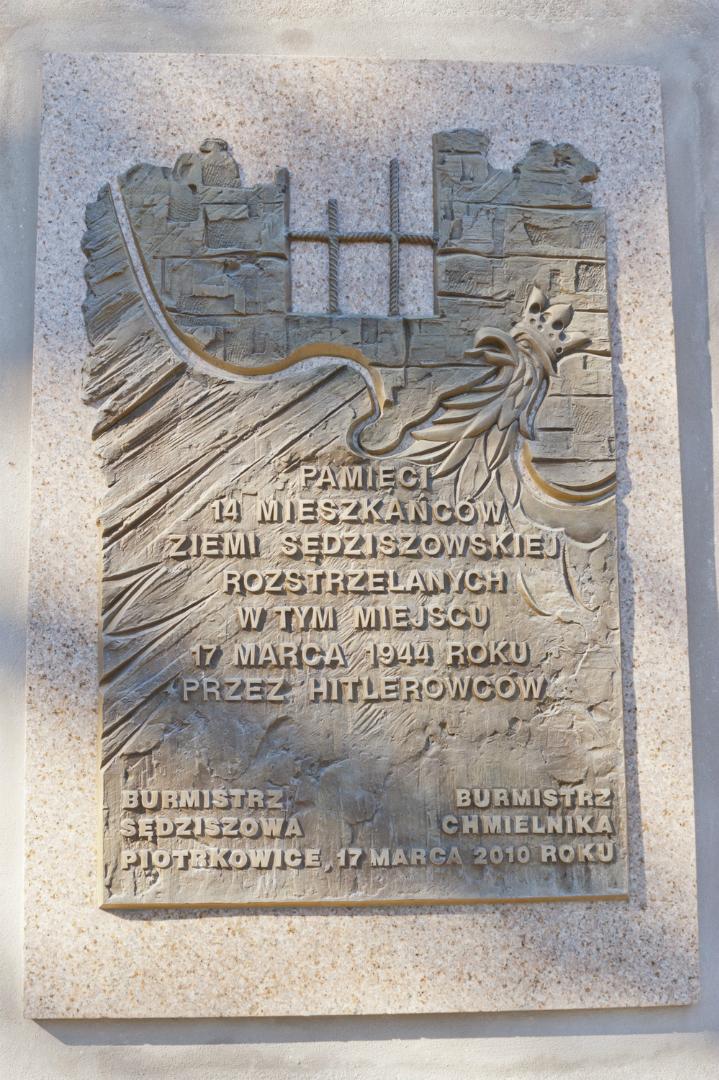 PAMIĘCI
14 MIESZKAŃCÓW
ZIEMI SĘDZISZOWSKIEJ
ROZSTRZELANYCH
W TYM MIEJSCU
17 MARCA 1944 ROKU
PRZEZ HITLEROWCÓW
BURMISTRZ BURMISTRZ
SĘDZISZOWA CHMIELNIKA
PIOTRKOWICE, 17 MARCA 2010 ROKU